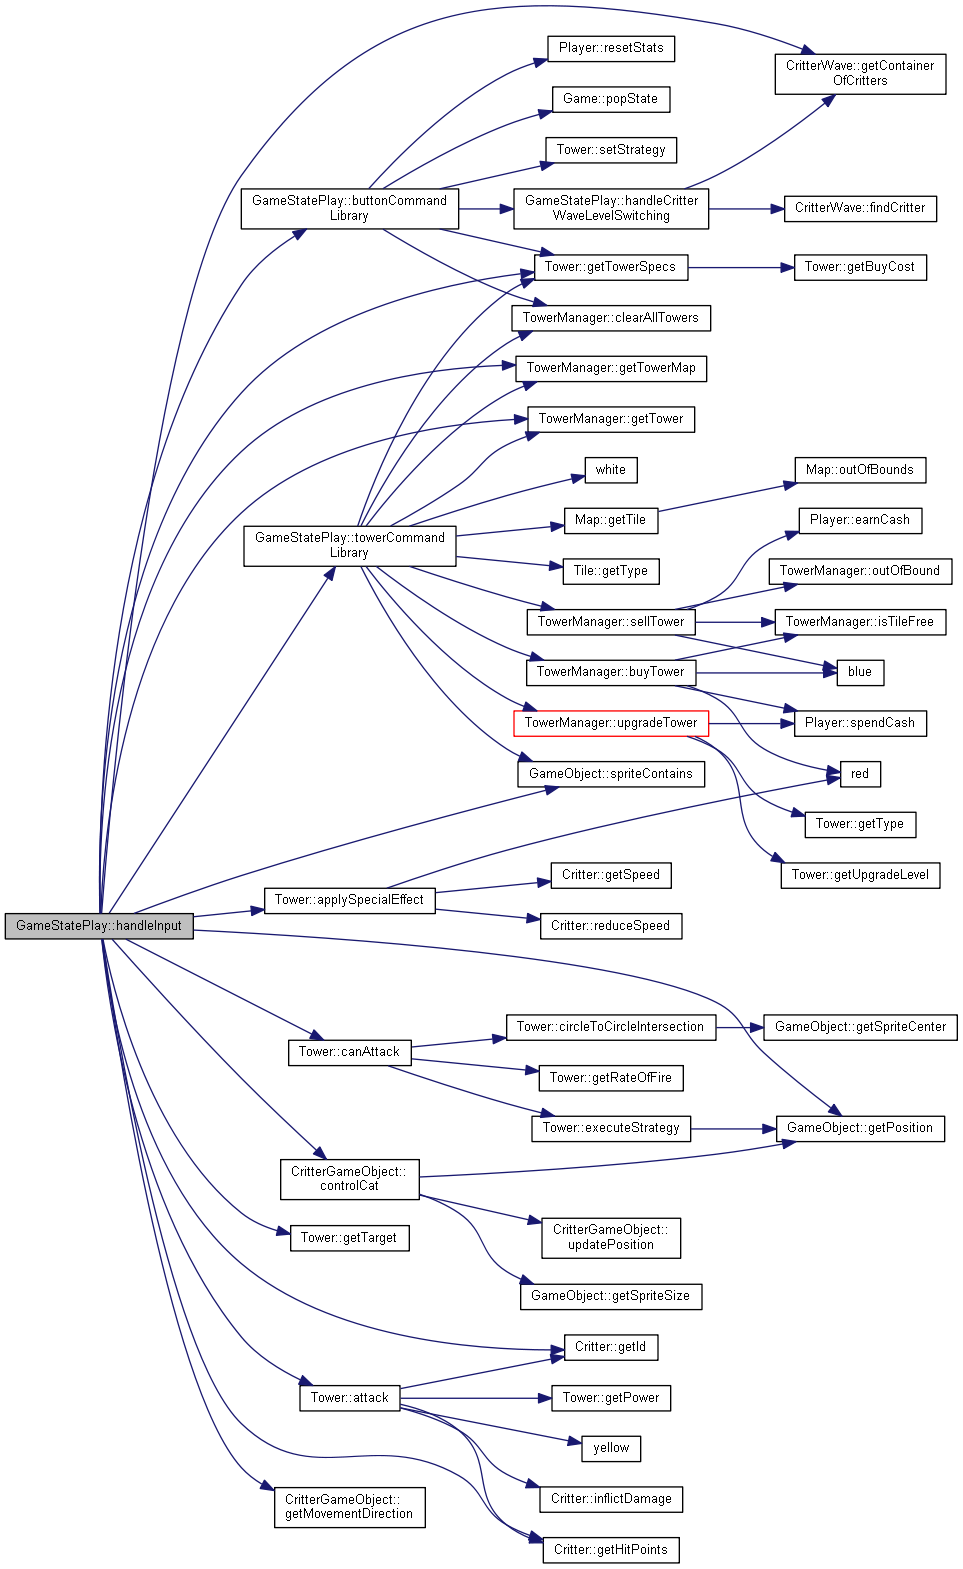 Player::resetStats
CritterWave::getContainer
OfCritters
Game::popState
Tower::setStrategy
GameStatePlay::buttonCommand
Library
GameStatePlay::handleCritter
WaveLevelSwitching
CritterWave::findCritter
Tower::getTowerSpecs
Tower::getBuyCost
TowerManager::clearAllTowers
TowerManager::getTowerMap
TowerManager::getTower
white
Map::outOfBounds
Map::getTile
Player::earnCash
GameStatePlay::towerCommand
Library
Tile::getType
TowerManager::outOfBound
TowerManager::sellTower
TowerManager::isTileFree
TowerManager::buyTower
blue
TowerManager::upgradeTower
Player::spendCash
GameObject::spriteContains
red
Tower::getType
Critter::getSpeed
Tower::getUpgradeLevel
Tower::applySpecialEffect
Critter::reduceSpeed
GameStatePlay::handleInput
Tower::circleToCircleIntersection
GameObject::getSpriteCenter
Tower::canAttack
Tower::getRateOfFire
Tower::executeStrategy
GameObject::getPosition
CritterGameObject::
controlCat
Tower::getTarget
CritterGameObject::
updatePosition
GameObject::getSpriteSize
Critter::getId
Tower::attack
Tower::getPower
yellow
Critter::inflictDamage
CritterGameObject::
getMovementDirection
Critter::getHitPoints